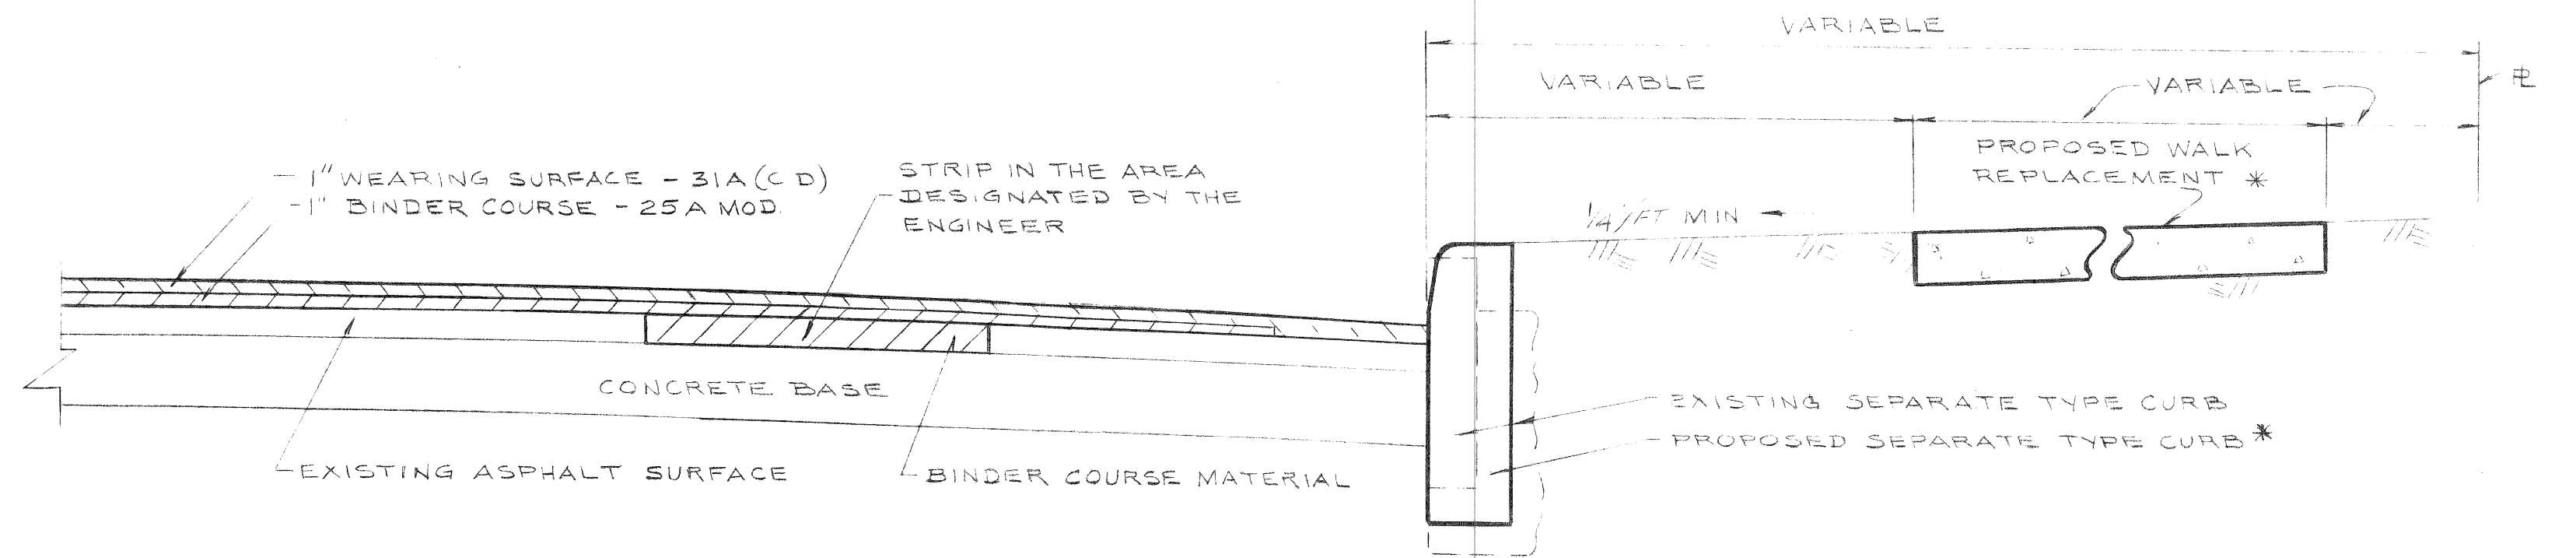 VARIABLE
VARIABLE
VARIABLE
PL
PROPOSED WALK
REPLACEMENT *
1" WEARING SURFACE - 31A (C D)
1" BINDER COURSE - 25A MOD.
STRIP IN THE AREA
DESIGNATED BY THE
ENGINEER
1/4"/FT MIN
CONCRETE BASE
EXISTING SEPARATE TYPE CURB
PROPOSED SEPARATE TYPE CURB *
EXISTING ASPHALT SURFACE
BINDER COURSE MATERIAL